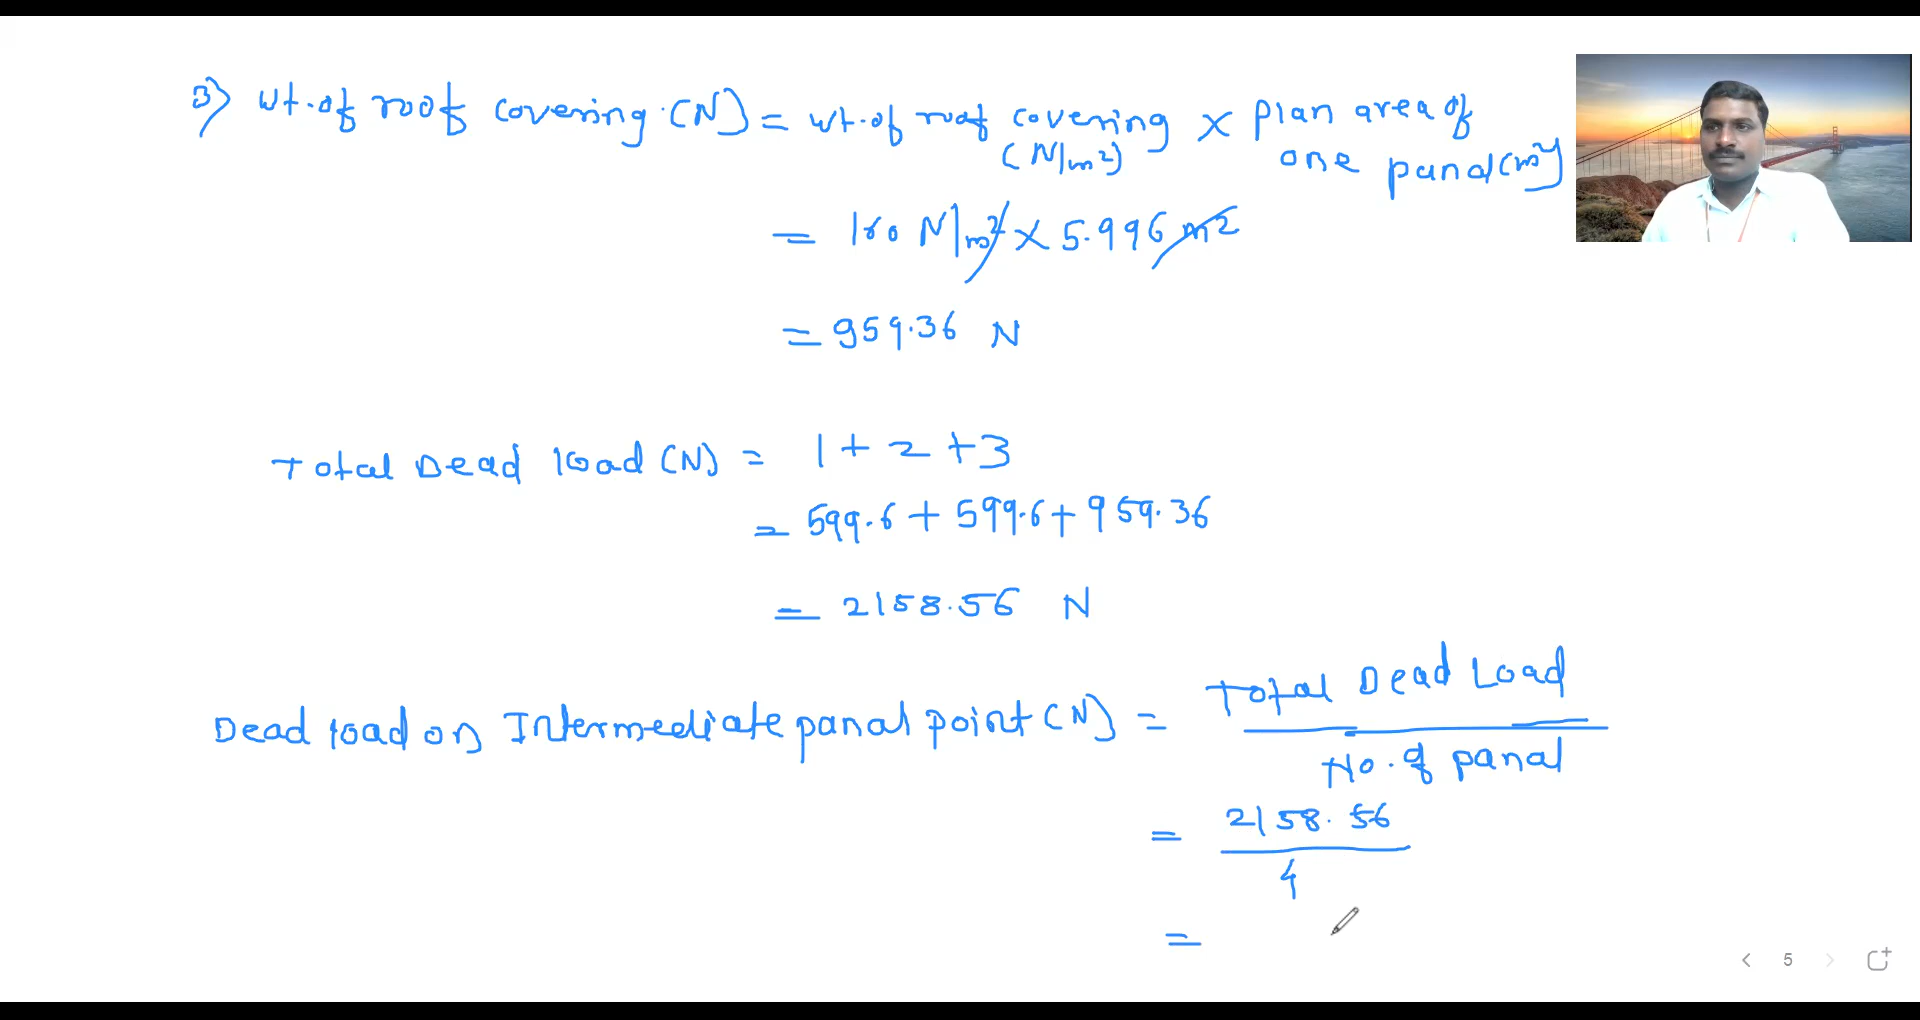 3) wt. of roof covering (N) = wt. of roof covering × plan area of
(N/m²) one panal (m²)
= 160 N/m² × 5.996 m²
= 959.36 N
Total Dead load (N) = 1 + 2 + 3
= 599.6 + 599.6 + 959.36
= 2158.56 N
Total Dead Load
Dead load on Intermediate panal point (N) =
No. of panal
= 2158.56
4
=
< 5 >